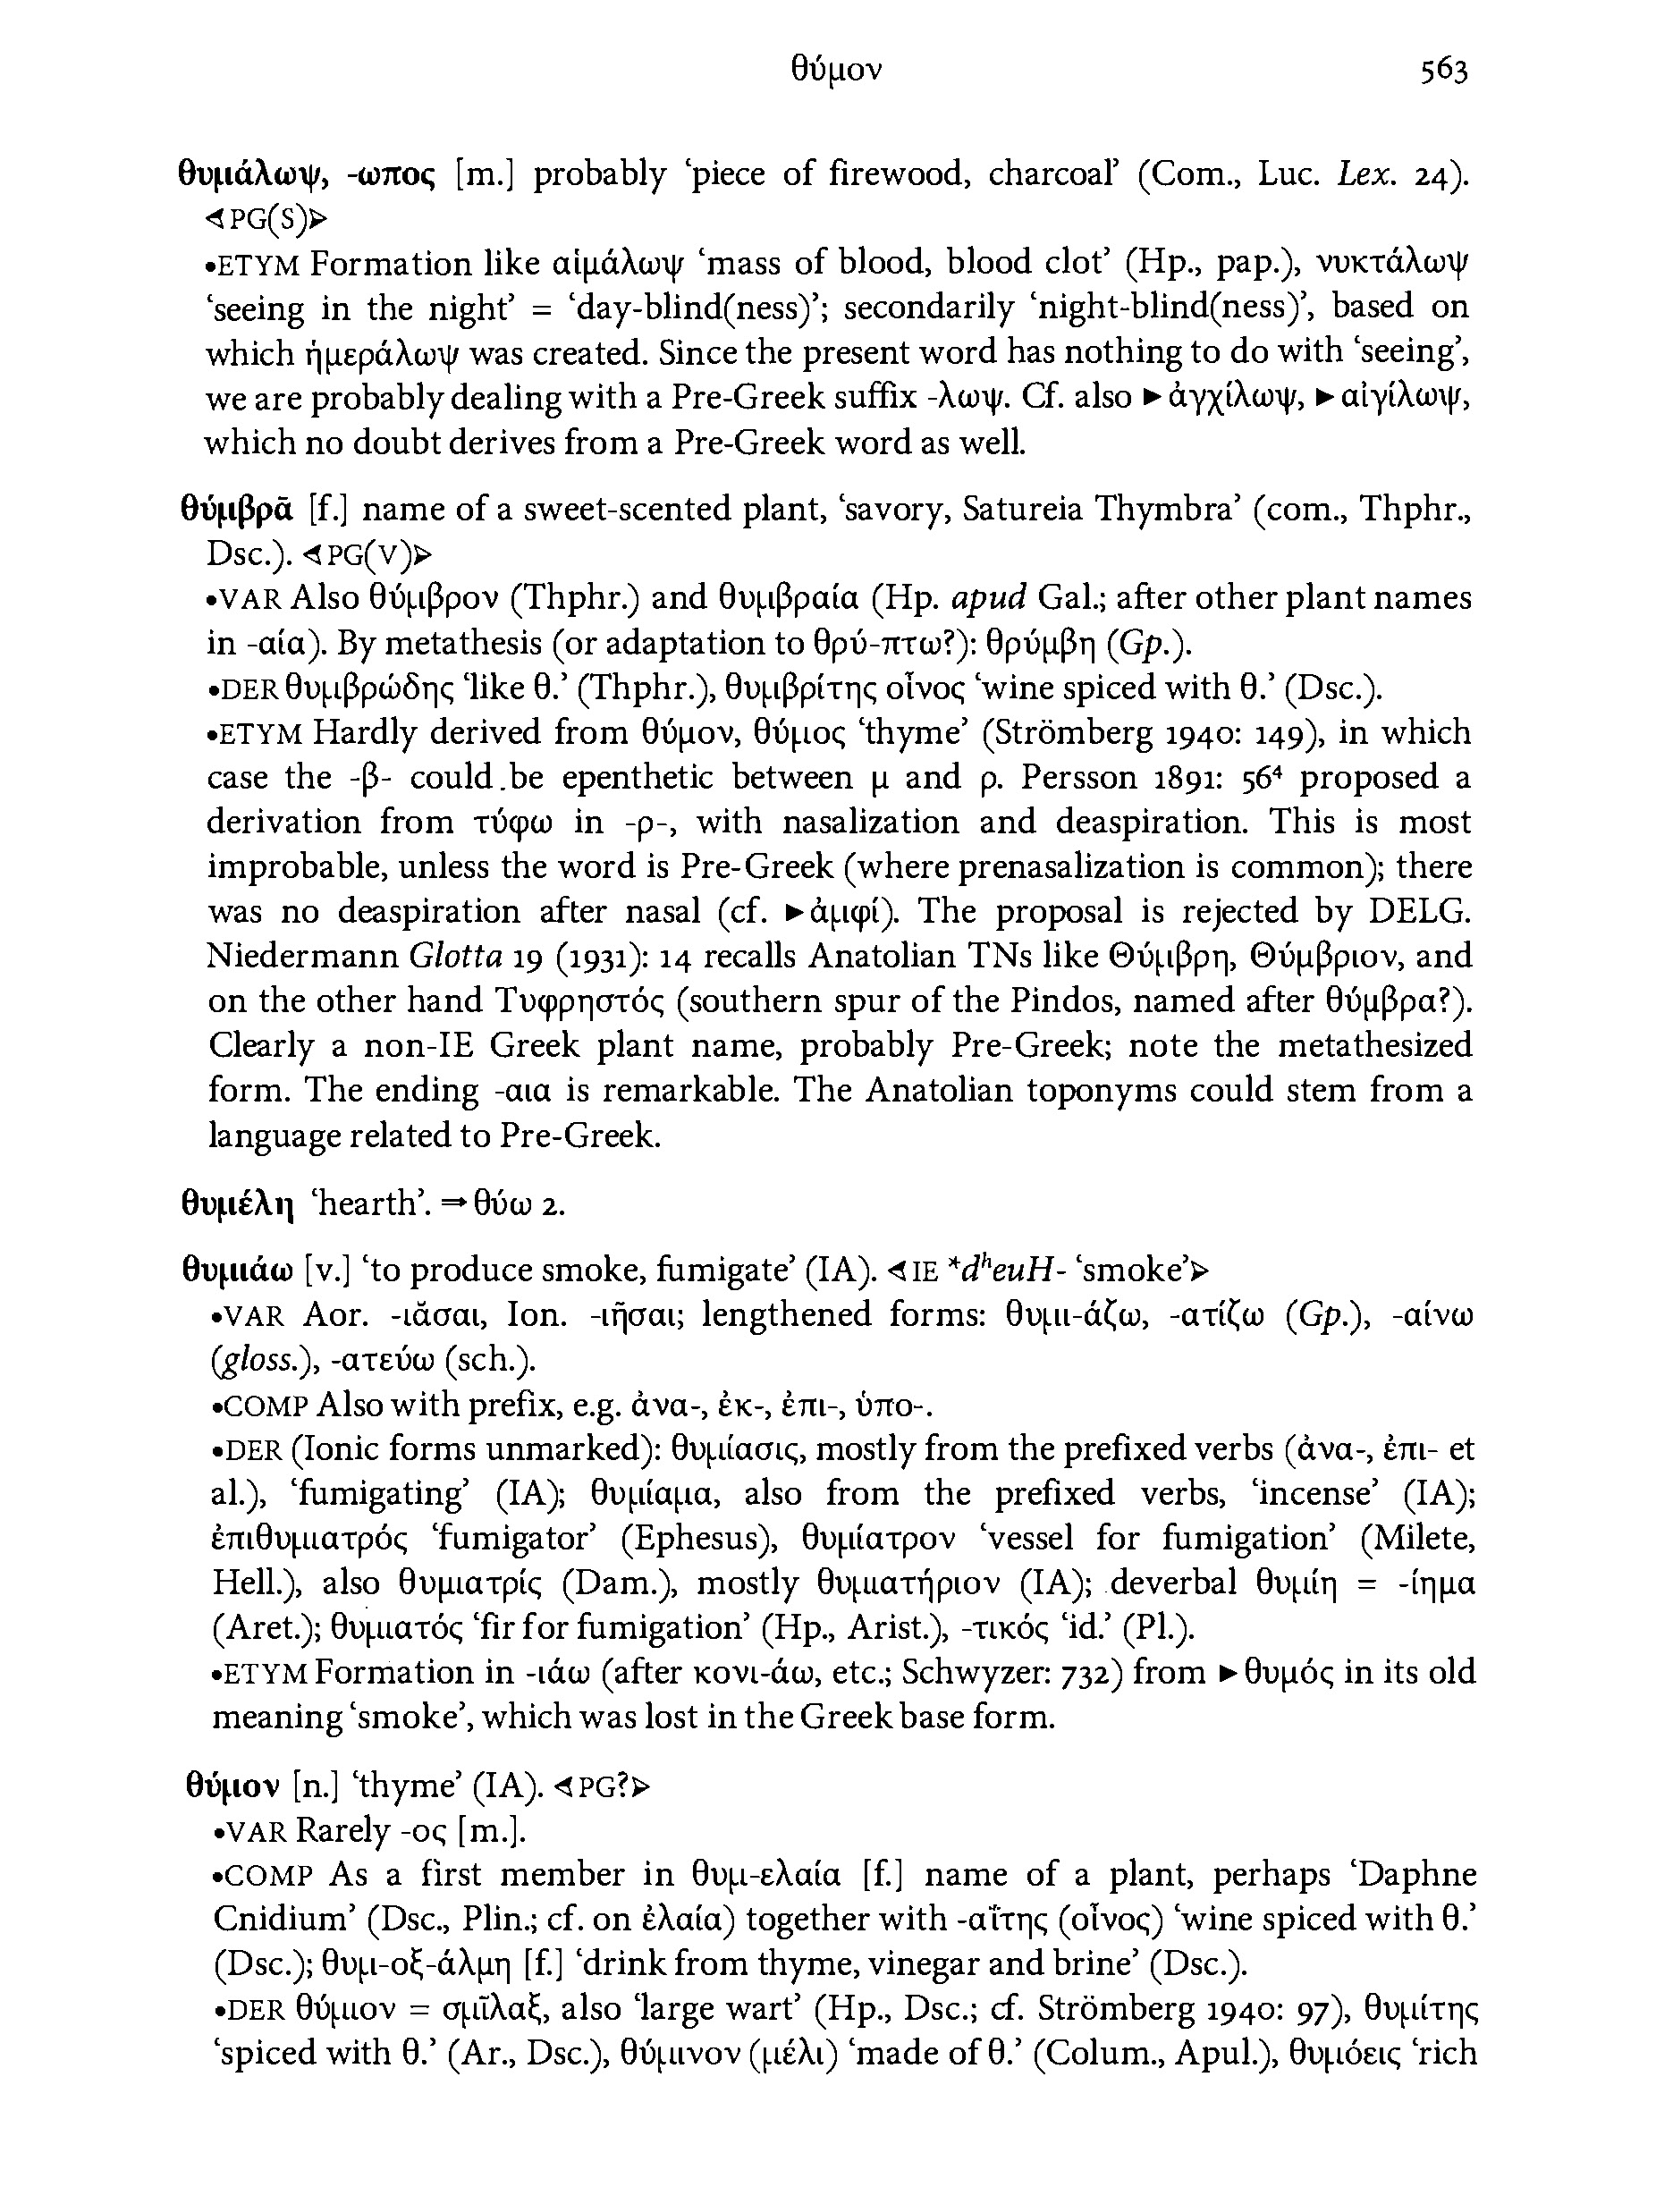 θύμον 563
θυμάλωψ, -ωπος [m.] probably ‘piece of firewood, charcoal’ (Com., Luc. Lex. 24).
◁PG(S)▷
•ETYM Formation like αἱμάλωψ ‘mass of blood, blood clot’ (Hp., pap.), νυκτάλωψ
‘seeing in the night’ = ‘day-blind(ness)’; secondarily ‘night-blind(ness)’, based on
which ἡμεράλωψ was created. Since the present word has nothing to do with ‘seeing’,
we are probably dealing with a Pre-Greek suffix -λωψ. Cf. also ►ἀγχίλωψ, ►αἰγίλωψ,
which no doubt derives from a Pre-Greek word as well.
θύμβρᾱ [f.] name of a sweet-scented plant, ‘savory, Satureia Thymbra’ (com., Thphr.,
Dsc.). ◁PG(V)▷
•VAR Also θύμβρον (Thphr.) and θυμβραία (Hp. apud Gal.; after other plant names
in -αία). By metathesis (or adaptation to θρύ-πτω?): θρύμβη (Gp.).
•DER θυμβρώδης ‘like θ.’ (Thphr.), θυμβρίτης οἶνος ‘wine spiced with θ.’ (Dsc.).
•ETYM Hardly derived from θύμον, θύμος ‘thyme’ (Strömberg 1940: 149), in which
case the -β- could be epenthetic between μ and ρ. Persson 1891: 56⁴ proposed a
derivation from τύφω in -ρ-, with nasalization and deaspiration. This is most
improbable, unless the word is Pre-Greek (where prenasalization is common); there
was no deaspiration after nasal (cf. ►ἀμφί). The proposal is rejected by DELG.
Niedermann Glotta 19 (1931): 14 recalls Anatolian TNs like Θύμβρη, Θύμβριον, and
on the other hand Τυφρηστός (southern spur of the Pindos, named after θύμβρα?).
Clearly a non-IE Greek plant name, probably Pre-Greek; note the metathesized
form. The ending -αια is remarkable. The Anatolian toponyms could stem from a
language related to Pre-Greek.
θυμέλη ‘hearth’. ⇒θύω 2.
θυμιάω [v.] ‘to produce smoke, fumigate’ (IA). ◁IE *dʰeuH- ‘smoke’▷
•VAR Aor. -ιᾶσαι, Ion. -ιῆσαι; lengthened forms: θυμι-άζω, -ατίζω (Gp.), -αίνω
(gloss.), -ατεύω (sch.).
•COMP Also with prefix, e.g. ἀνα-, ἐκ-, ἐπι-, ὑπο-.
•DER (Ionic forms unmarked): θυμίασις, mostly from the prefixed verbs (ἀνα-, ἐπι- et
al.), ‘fumigating’ (IA); θυμίαμα, also from the prefixed verbs, ‘incense’ (IA);
ἐπιθυμιατρός ‘fumigator’ (Ephesus), θυμίατρον ‘vessel for fumigation’ (Milete,
Hell.), also θυμιατρίς (Dam.), mostly θυμιατήριον (IA); deverbal θυμίη = -ίημα
(Aret.); θυμιατός ‘fir for fumigation’ (Hp., Arist.), -τικός ‘id.’ (Pl.).
•ETYM Formation in -ιάω (after κονι-άω, etc.; Schwyzer: 732) from ►θυμός in its old
meaning ‘smoke’, which was lost in the Greek base form.
θύμον [n.] ‘thyme’ (IA). ◁PG?▷
•VAR Rarely -ος [m.].
•COMP As a first member in θυμ-ελαία [f.] name of a plant, perhaps ‘Daphne
Cnidium’ (Dsc., Plin.; cf. on ἐλαία) together with -αΐτης (οἶνος) ‘wine spiced with θ.’
(Dsc.); θυμ-οξ-άλμη [f.] ‘drink from thyme, vinegar and brine’ (Dsc.).
•DER θύμιον = σμῖλαξ, also ‘large wart’ (Hp., Dsc.; cf. Strömberg 1940: 97), θυμίτης
‘spiced with θ.’ (Ar., Dsc.), θύμινον (μέλι) ‘made of θ.’ (Colum., Apul.), θυμόεις ‘rich